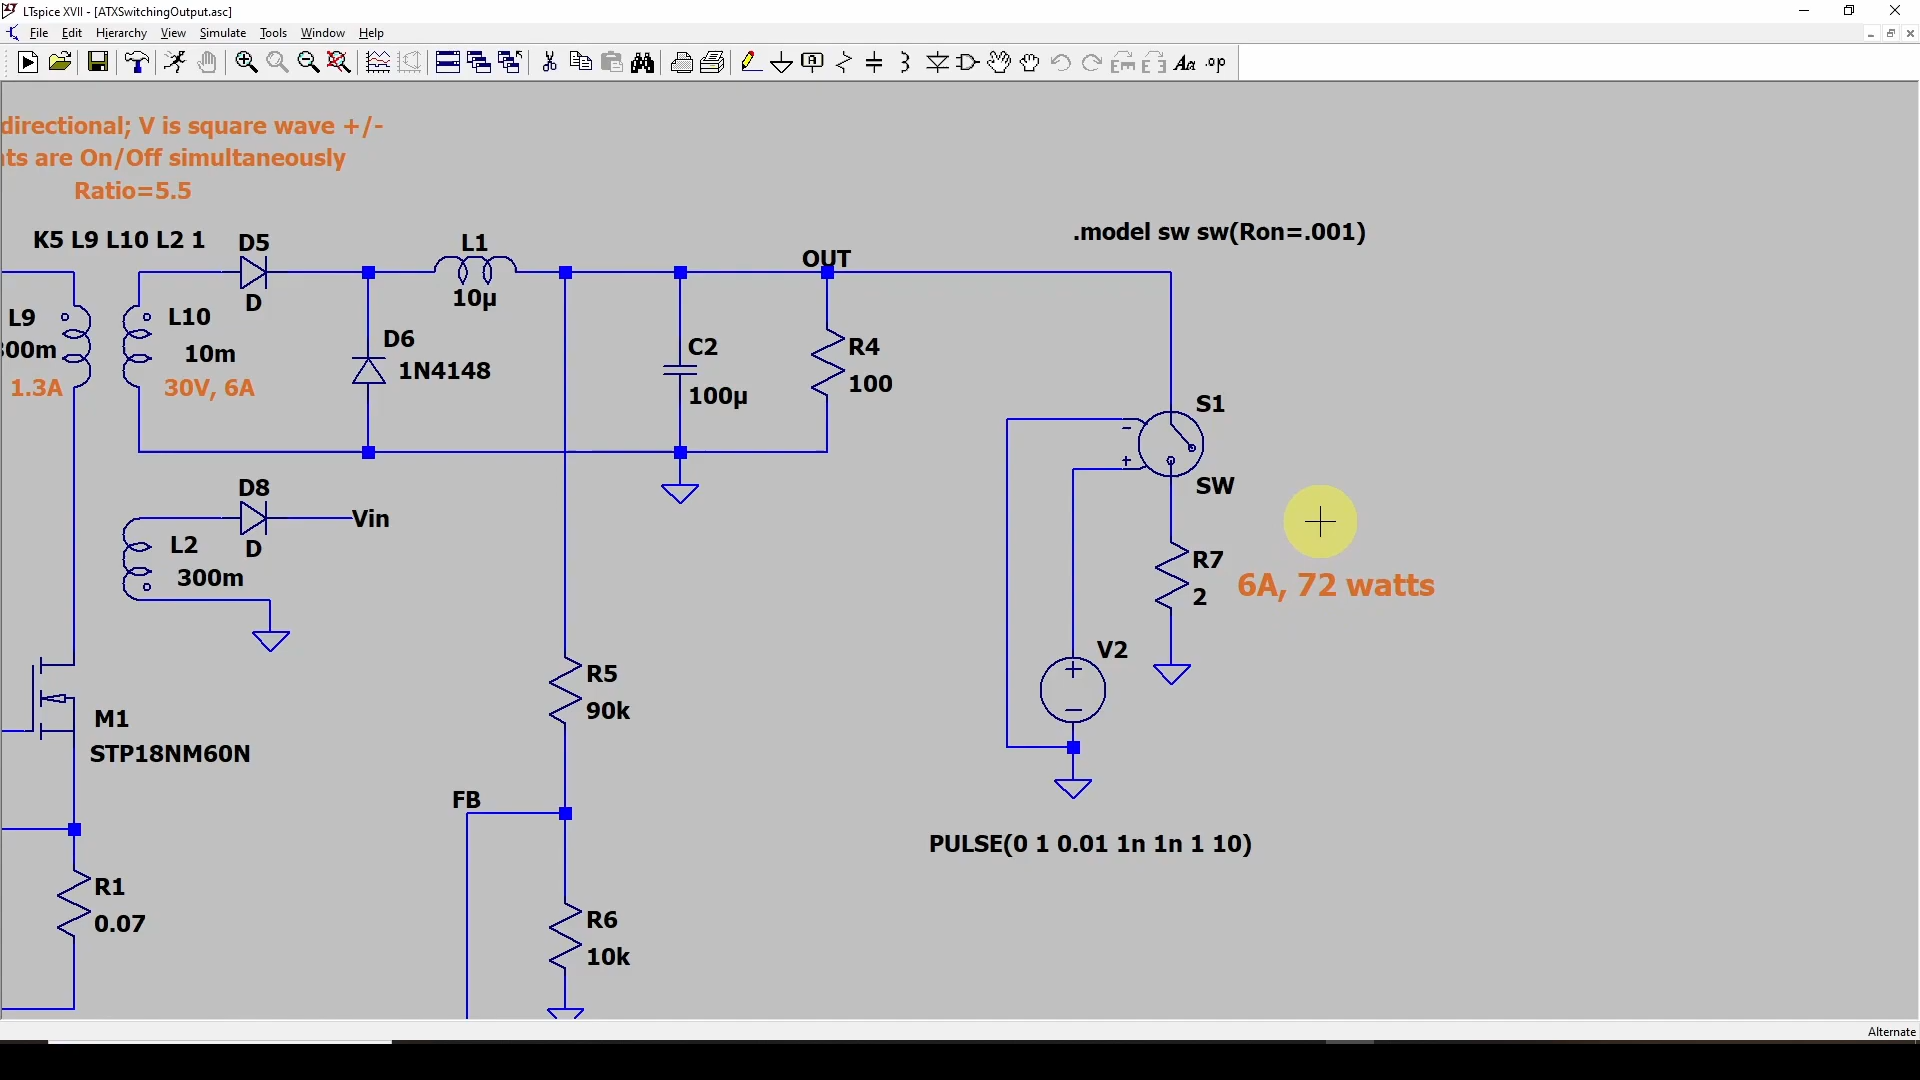 LTspice XVII - [ATXSwitchingOutput.asc]
File Edit Hierarchy View Simulate Tools Window Help
Aa .op
directional; V is square wave +/-
ts are On/Off simultaneously
Ratio=5.5
K5 L9 L10 L2 1
D5
D
L1
10µ
OUT
.model sw sw(Ron=.001)
L9
300m
1.3A
L10
10m
30V, 6A
D6
1N4148
C2
100µ
R4
100
S1
SW
D8
D
Vin
L2
300m
R7
2
6A, 72 watts
V2
R5
90k
M1
STP18NM60N
FB
PULSE(0 1 0.01 1n 1n 1 10)
R1
0.07
R6
10k
Alternate